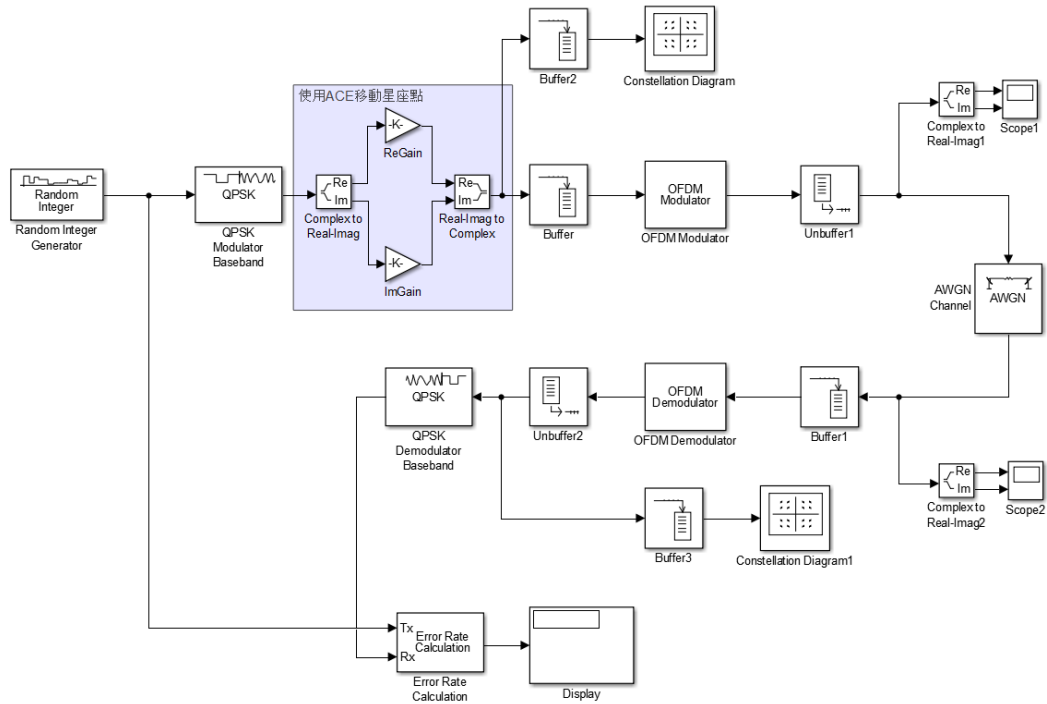 Buffer2
Constellation Diagram
使用ACE移動星座點
-K-
ReGain
Re
Im
Complex to
Real-Imag1
Scope1
Random
Integer
Random Integer
Generator
QPSK
QPSK
Modulator
Baseband
Re
Im
Complex to
Real-Imag
Re
Im
Real-Imag to
Complex
Buffer
OFDM
Modulator
OFDM Modulator
Unbuffer1
-K-
ImGain
AWGN
Channel
AWGN
QPSK
QPSK
Demodulator
Baseband
Unbuffer2
OFDM
Demodulator
OFDM Demodulator
Buffer1
Re
Im
Complex to
Real-Imag2
Scope2
Buffer3
Constellation Diagram1
Tx
Rx
Error Rate
Calculation
Error Rate
Calculation
Display